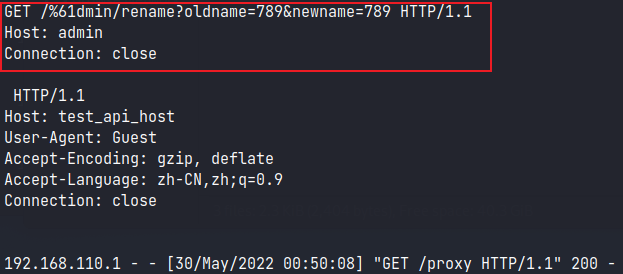 GET /%61dmin/rename?oldname=789&newname=789 HTTP/1.1
Host: admin
Connection: close
HTTP/1.1
Host: test_api_host
User-Agent: Guest
Accept-Encoding: gzip, deflate
Accept-Language: zh-CN,zh;q=0.9
Connection: close
192.168.110.1 - - [30/May/2022 00:50:08] "GET /proxy HTTP/1.1" 200 -